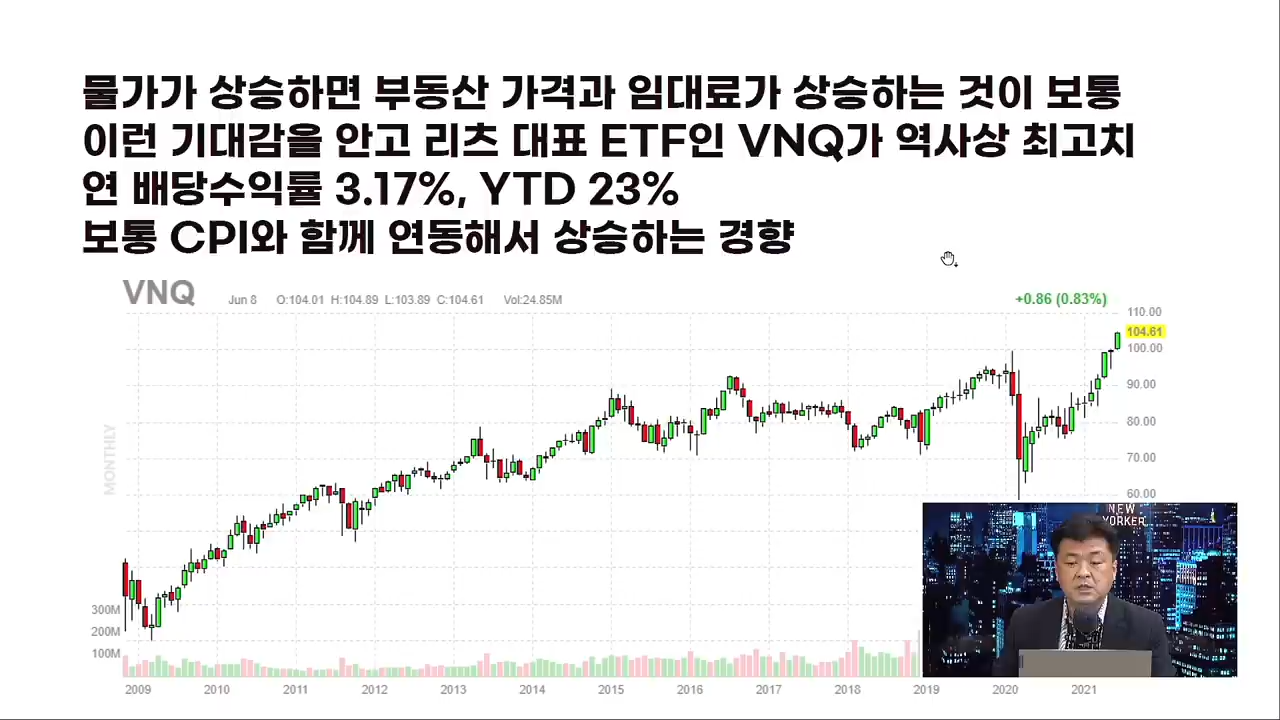 물가가 상승하면 부동산 가격과 임대료가 상승하는 것이 보통
이런 기대감을 안고 리츠 대표 ETF인 VNQ가 역사상 최고치
연 배당수익률 3.17%, YTD 23%
보통 CPI와 함께 연동해서 상승하는 경향
VNQ Jun 8 O:104.01 H:104.89 L:103.89 C:104.61 Vol:24.85M +0.86 (0.83%)
110.00
104.61
100.00
90.00
80.00
70.00
60.00
MONTHLY
300M
200M
100M
NEW
YORKER
2009 2010 2011 2012 2013 2014 2015 2016 2017 2018 2019 2020 2021